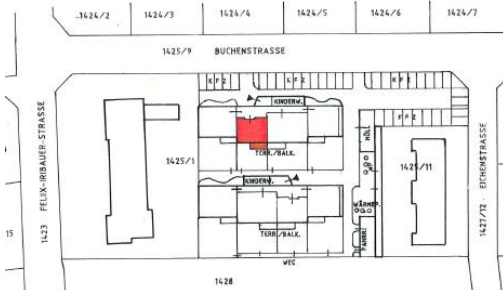 1424/2 1424/3 1424/4 1424/5 1424/6 1424/7
1425/9 BUCHENSTRASSE
KFZ KFZ KFZ
KINDERW.
KFZ
MÜLL
TERR./BALK.
1425/1
1425/11
KINDERW.
WÄRMEP.
TERR./BALK.
FAHRR.
WEG
1428
15
1423 FELIX-IRIBAUER-STRASSE
1427/12 EICHENSTRASSE